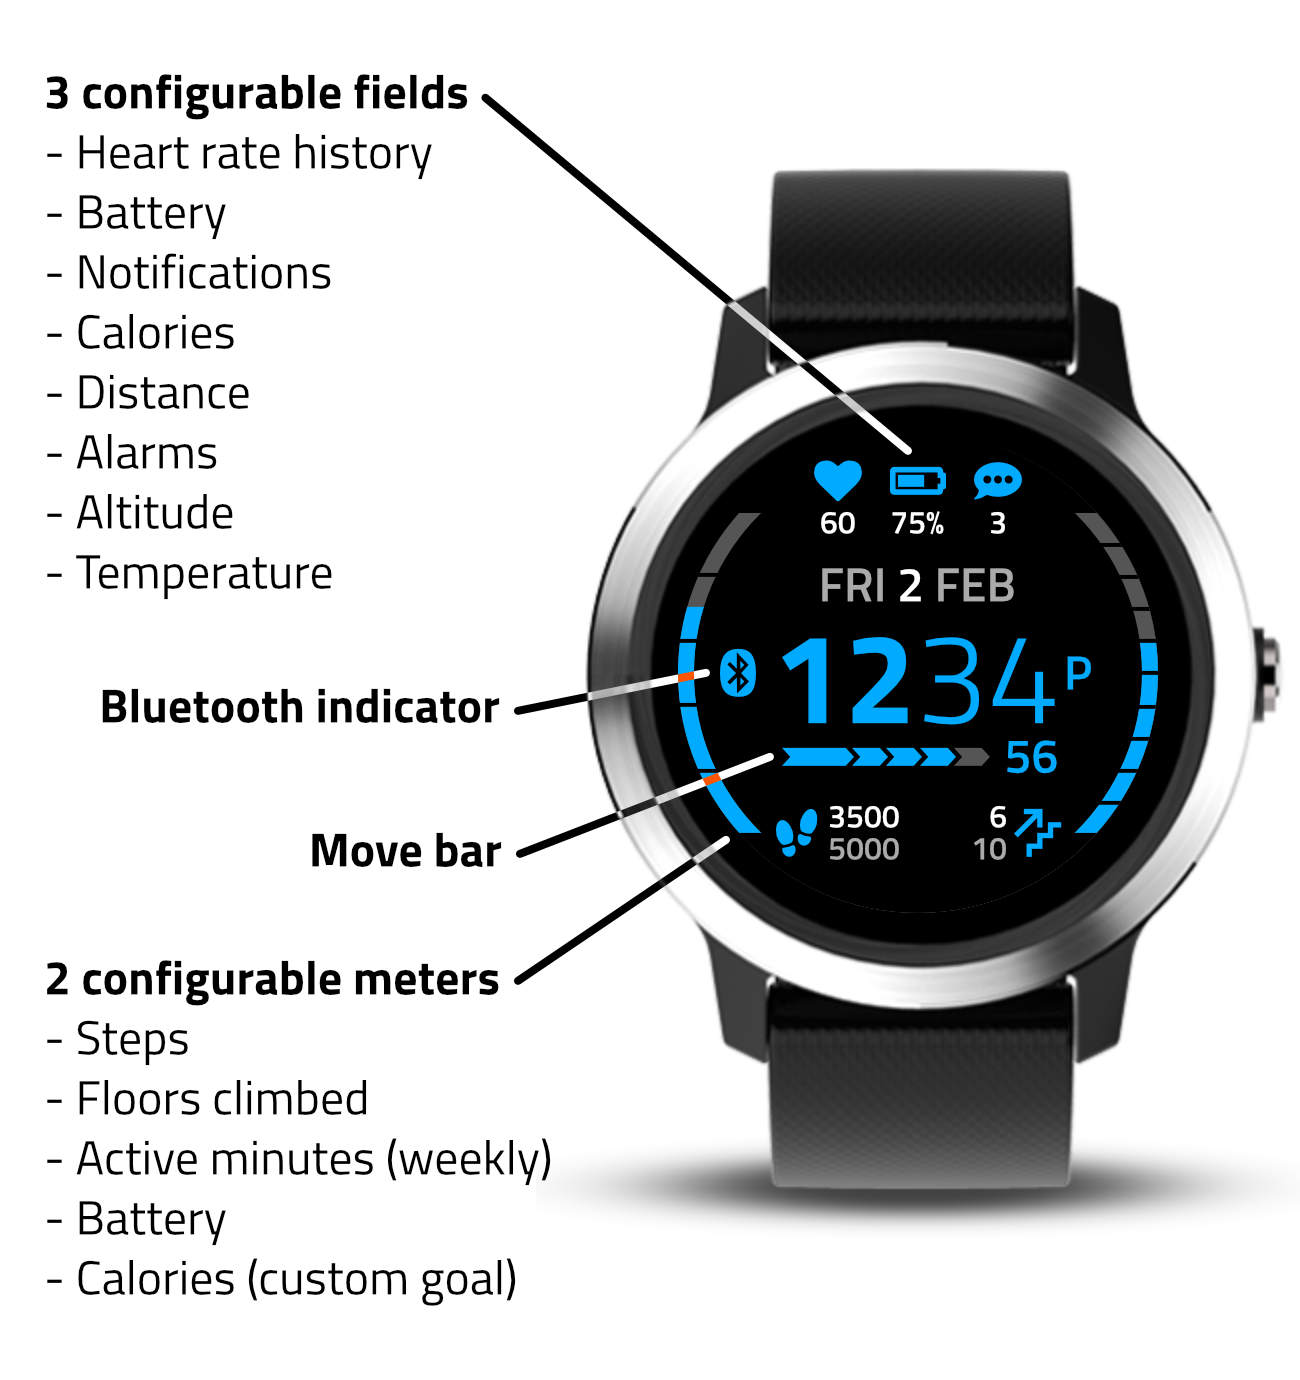 3 configurable fields
- Heart rate history
- Battery
- Notifications
- Calories
- Distance
- Alarms
- Altitude
- Temperature
Bluetooth indicator
Move bar
2 configurable meters
- Steps
- Floors climbed
- Active minutes (weekly)
- Battery
- Calories (custom goal)
60 75% 3
FRI 2 FEB
1234 P
56
3500 6
5000 10